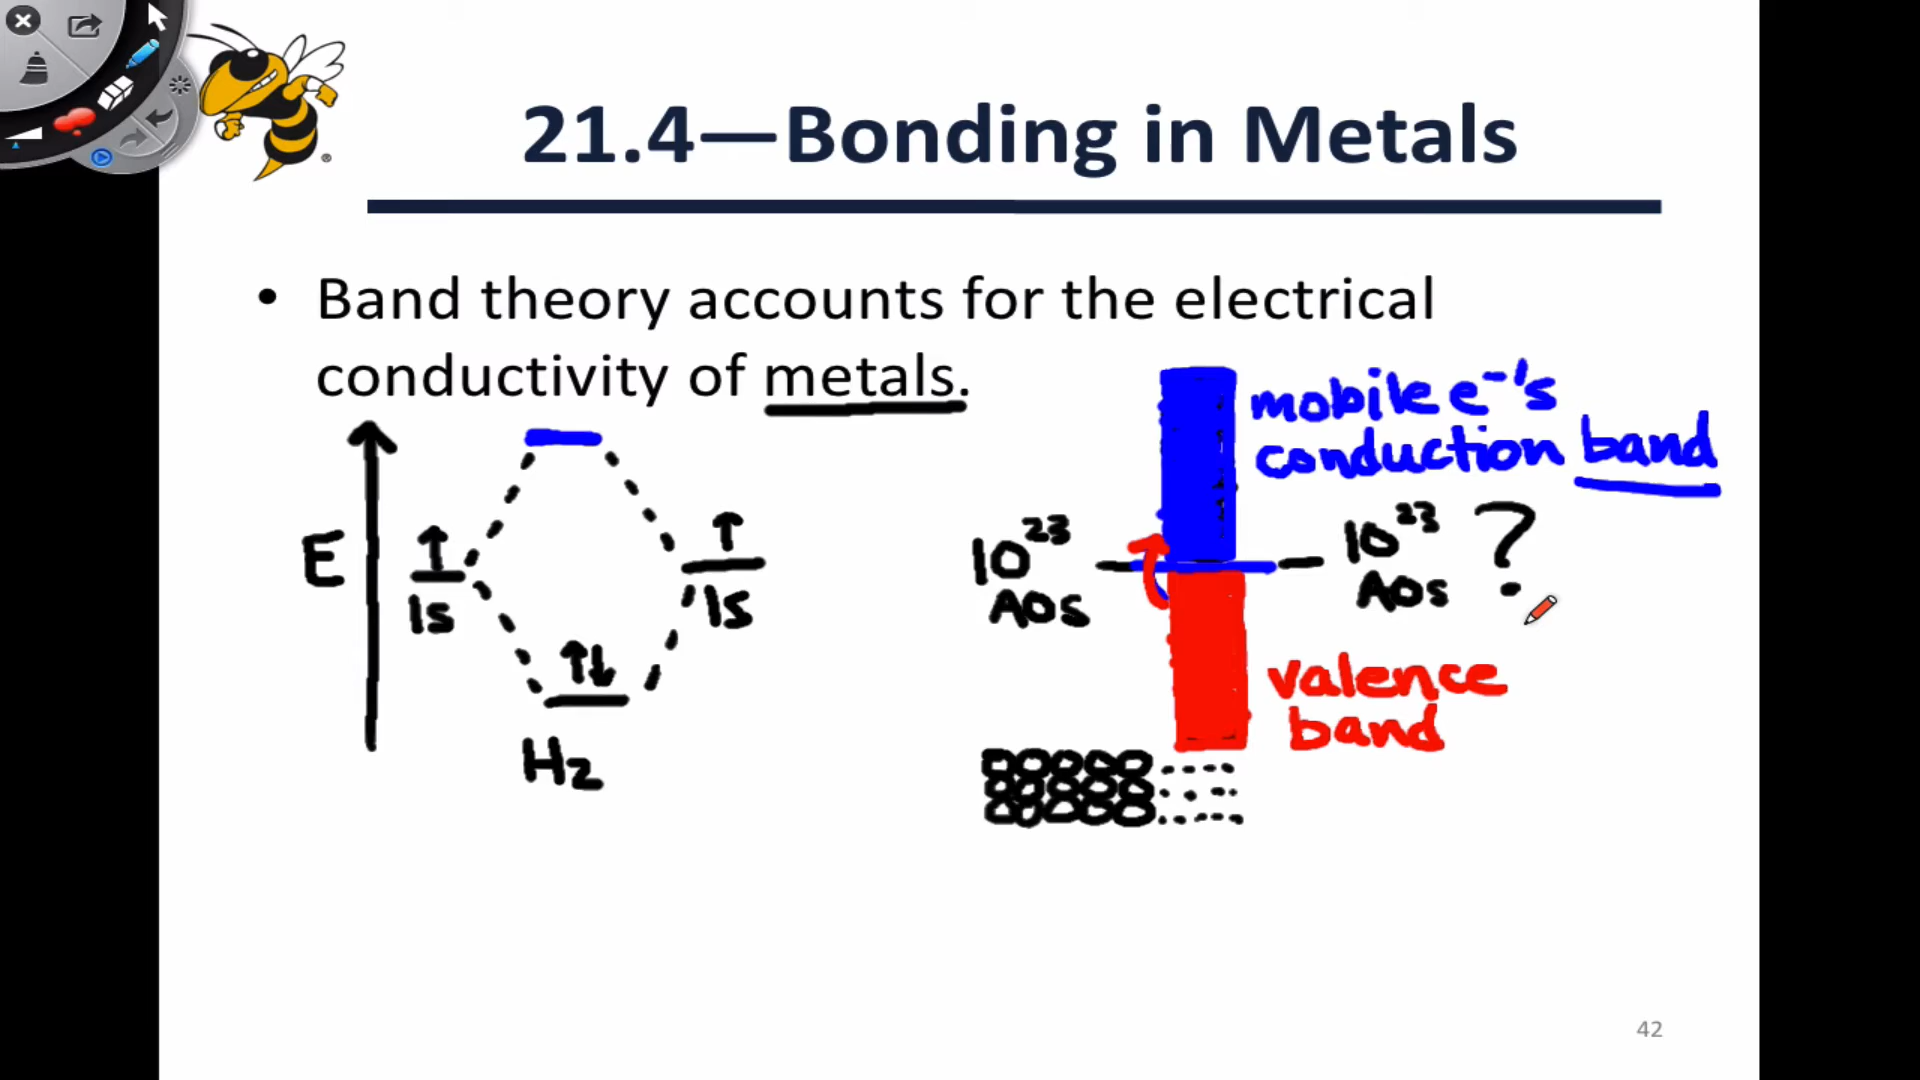 21.4—Bonding in Metals
• Band theory accounts for the electrical
conductivity of metals.
mobile e⁻'s
conduction band
E
1s
1s
H2
10²³
AOs
10²³ ?
AOs
valence
band
42